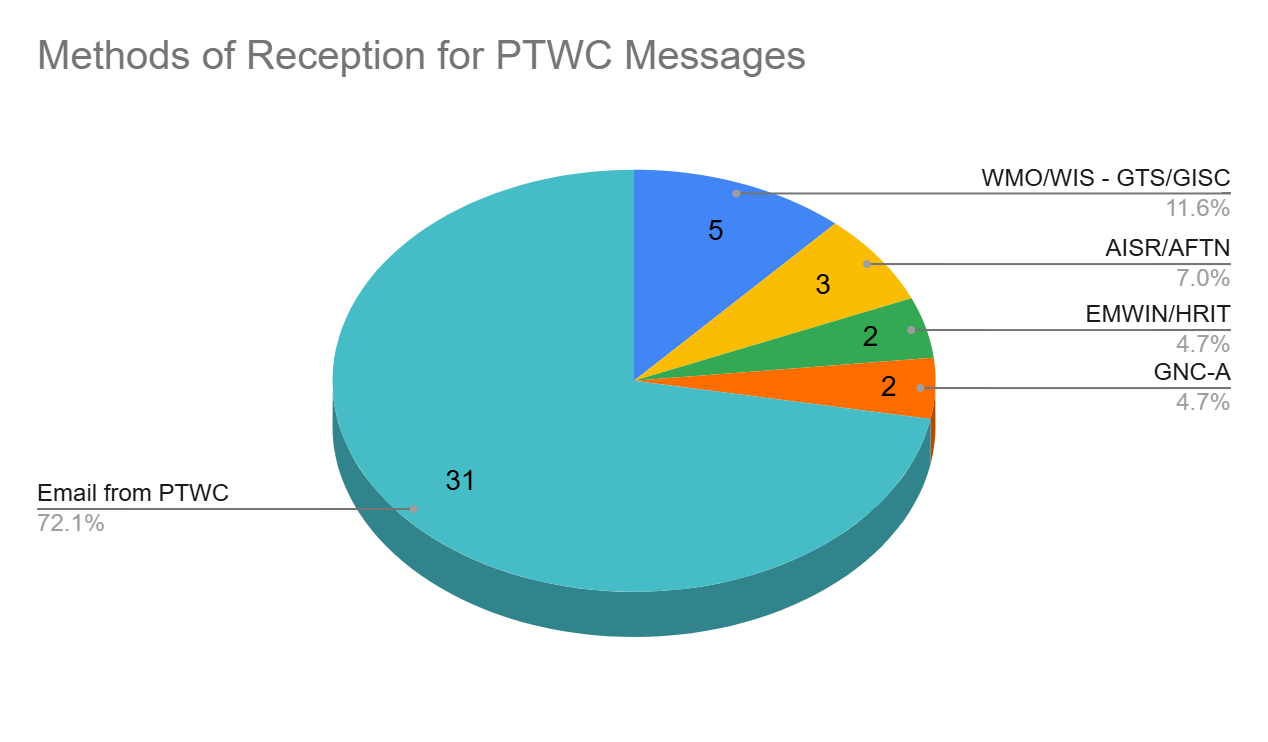 Methods of Reception for PTWC Messages
WMO/WIS - GTS/GISC
11.6%
5
AISR/AFTN
7.0%
3
EMWIN/HRIT
4.7%
2
GNC-A
4.7%
2
31
Email from PTWC
72.1%